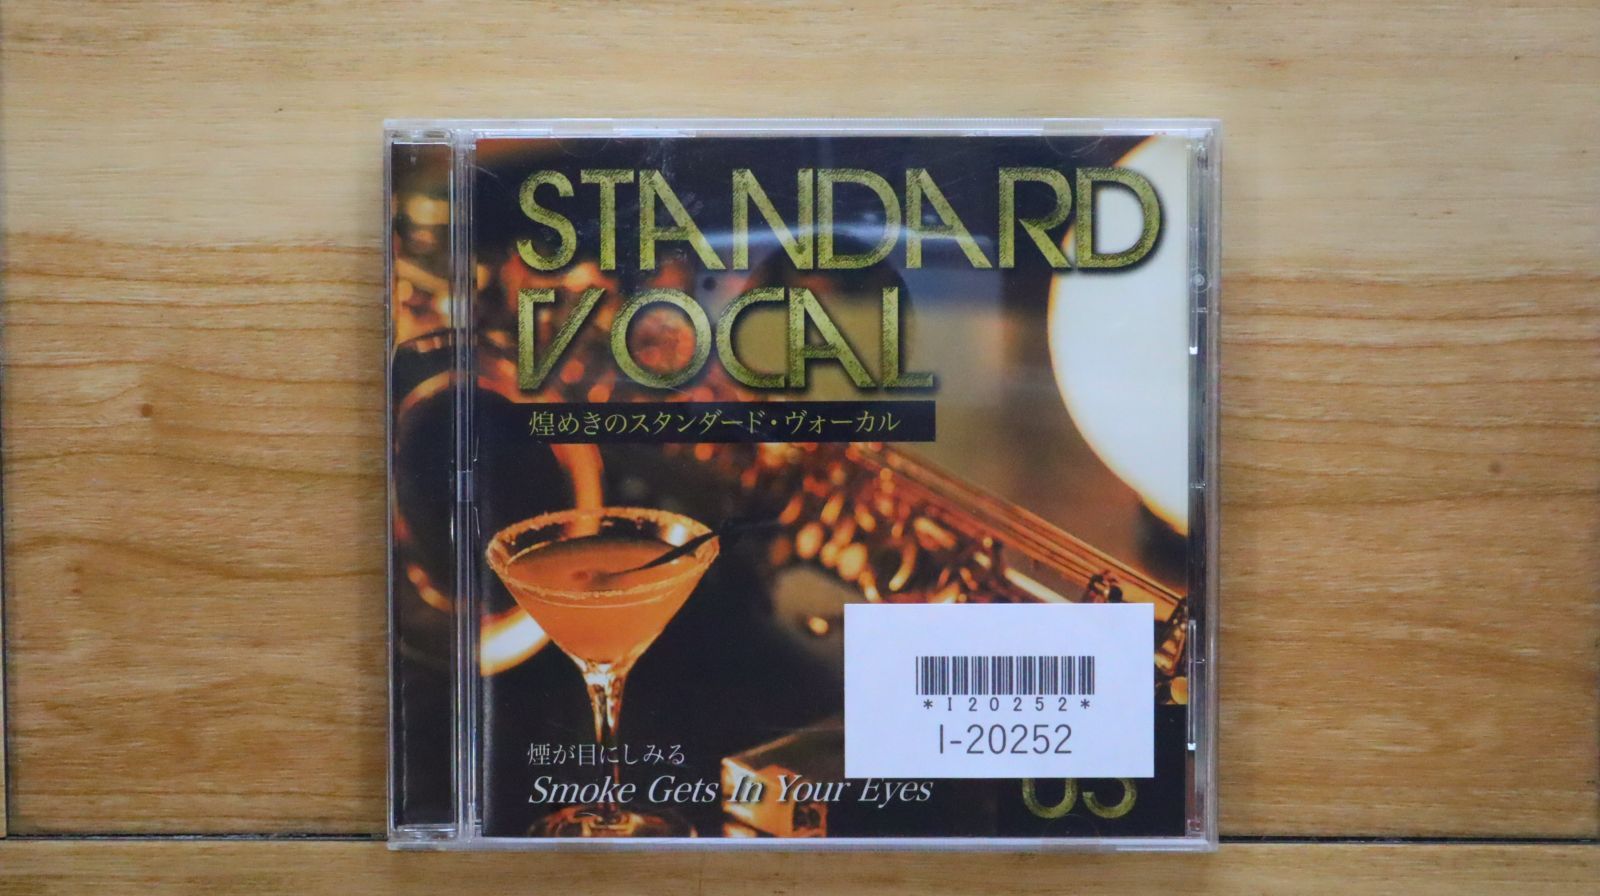 STANDARD
VOCAL
煌めきのスタンダード・ヴォーカル
*I20252*
I-20252
煙が目にしみる
Smoke Gets In Your Eyes